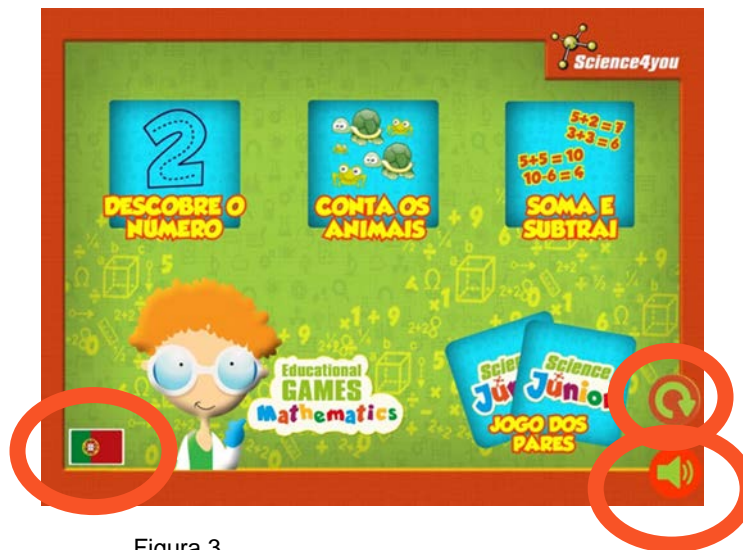 Science4you
2
5+2=7
3+3=6
5+5=10
10-6=4
DESCOBRE O
NÚMERO
CONTA OS
ANIMAIS
SOMA E
SUBTRAI
Educational
GAMES
Mathematics
Science
Júnior
JOGO DOS
PARES
Figura 3